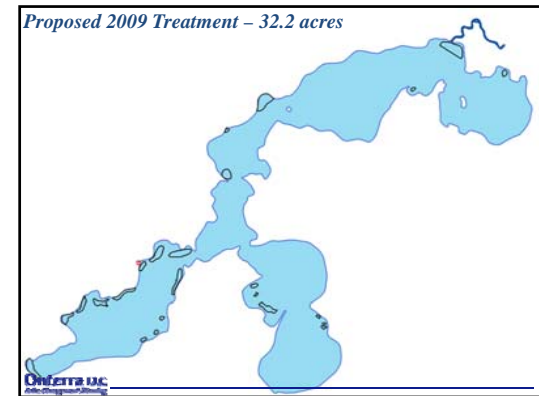 Proposed 2009 Treatment – 32.2 acres
Onterra LLC